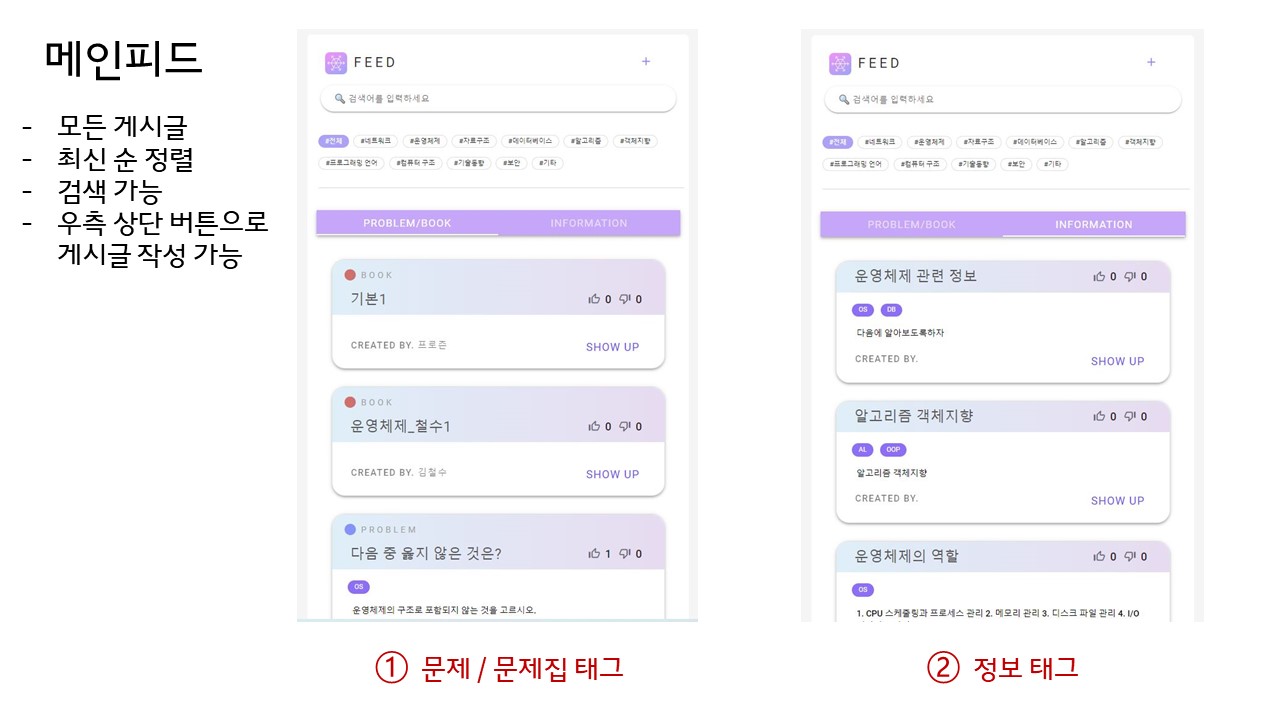 메인피드
- 모든 게시글
- 최신 순 정렬
- 검색 가능
- 우측 상단 버튼으로
게시글 작성 가능
FEED
+
검색어를 입력하세요
#전체 #네트워크 #운영체제 #자료구조 #데이터베이스 #알고리즘 #객체지향
#프로그래밍 언어 #컴퓨터 구조 #기술동향 #보안 #기타
PROBLEM/BOOK INFORMATION
BOOK
기본1 0 0
CREATED BY. 프로즌 SHOW UP
BOOK
운영체제_철수1 0 0
CREATED BY. 김철수 SHOW UP
PROBLEM
다음 중 옳지 않은 것은? 1 0
OS
운영체제의 구조로 포함되지 않는 것을 고르시오.
① 문제 / 문제집 태그
FEED
+
검색어를 입력하세요
#전체 #네트워크 #운영체제 #자료구조 #데이터베이스 #알고리즘 #객체지향
#프로그래밍 언어 #컴퓨터 구조 #기술동향 #보안 #기타
PROBLEM/BOOK INFORMATION
운영체제 관련 정보 0 0
OS DB
다음에 알아보도록하자
CREATED BY. SHOW UP
알고리즘 객체지향 0 0
AL OOP
알고리즘 객체지향
CREATED BY. SHOW UP
운영체제의 역할 0 0
OS
1. CPU 스케줄링과 프로세스 관리 2. 메모리 관리 3. 디스크 파일 관리 4. I/O
② 정보 태그